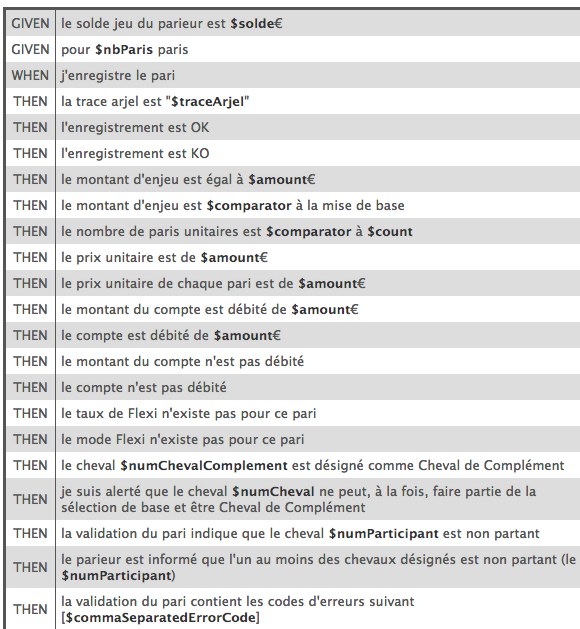 GIVEN le solde jeu du parieur est $solde€
GIVEN pour $nbParis paris
WHEN j'enregistre le pari
THEN la trace arjel est "$traceArjel"
THEN l'enregistrement est OK
THEN l'enregistrement est KO
THEN le montant d'enjeu est égal à $amount€
THEN le montant d'enjeu est $comparator à la mise de base
THEN le nombre de paris unitaires est $comparator à $count
THEN le prix unitaire est de $amount€
THEN le prix unitaire de chaque pari est de $amount€
THEN le montant du compte est débité de $amount€
THEN le compte est débité de $amount€
THEN le montant du compte n'est pas débité
THEN le compte n'est pas débité
THEN le taux de Flexi n'existe pas pour ce pari
THEN le mode Flexi n'existe pas pour ce pari
THEN le cheval $numChevalComplement est désigné comme Cheval de Complément
THEN je suis alerté que le cheval $numCheval ne peut, à la fois, faire partie de la
sélection de base et être Cheval de Complément
THEN la validation du pari indique que le cheval $numParticipant est non partant
THEN le parieur est informé que l'un au moins des chevaux désignés est non partant (le
$numParticipant)
THEN la validation du pari contient les codes d'erreurs suivant
[$commaSeparatedErrorCode]